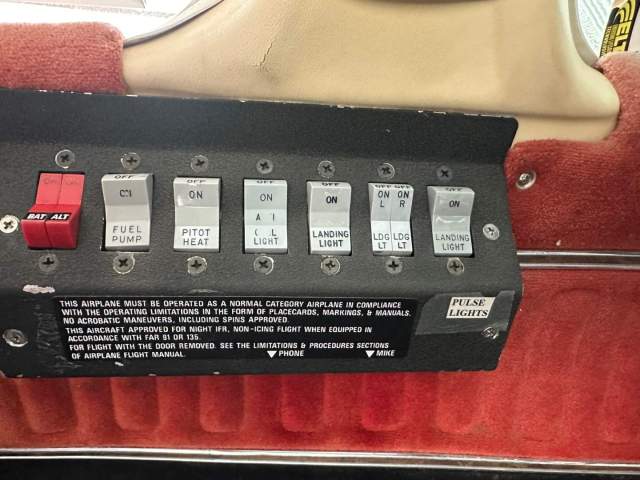 CELT
OFF
OFF
OFF
OFF
OFF
OFF
ON
ON
ON
ON
ON
ON ON
L R
ON
BAT ALT
FUEL
PUMP
PITOT
HEAT
LIGHT
LANDING
LIGHT
LDG LDG
LT LT
LANDING
LIGHT
THIS AIRPLANE MUST BE OPERATED AS A NORMAL CATEGORY AIRPLANE IN COMPLIANCE
WITH THE OPERATING LIMITATIONS IN THE FORM OF PLACECARDS, MARKINGS, & MANUALS.
NO ACROBATIC MANEUVERS, INCLUDING SPINS APPROVED.
THIS AIRCRAFT APPROVED FOR NIGHT IFR, NON-ICING FLIGHT WHEN EQUIPPED IN
ACCORDANCE WITH FAR 91 OR 135.
FOR FLIGHT WITH THE DOOR REMOVED. SEE THE LIMITATIONS & PROCEDURES SECTIONS
OF AIRPLANE FLIGHT MANUAL. ▼PHONE ▼MIKE
PULSE
LIGHTS